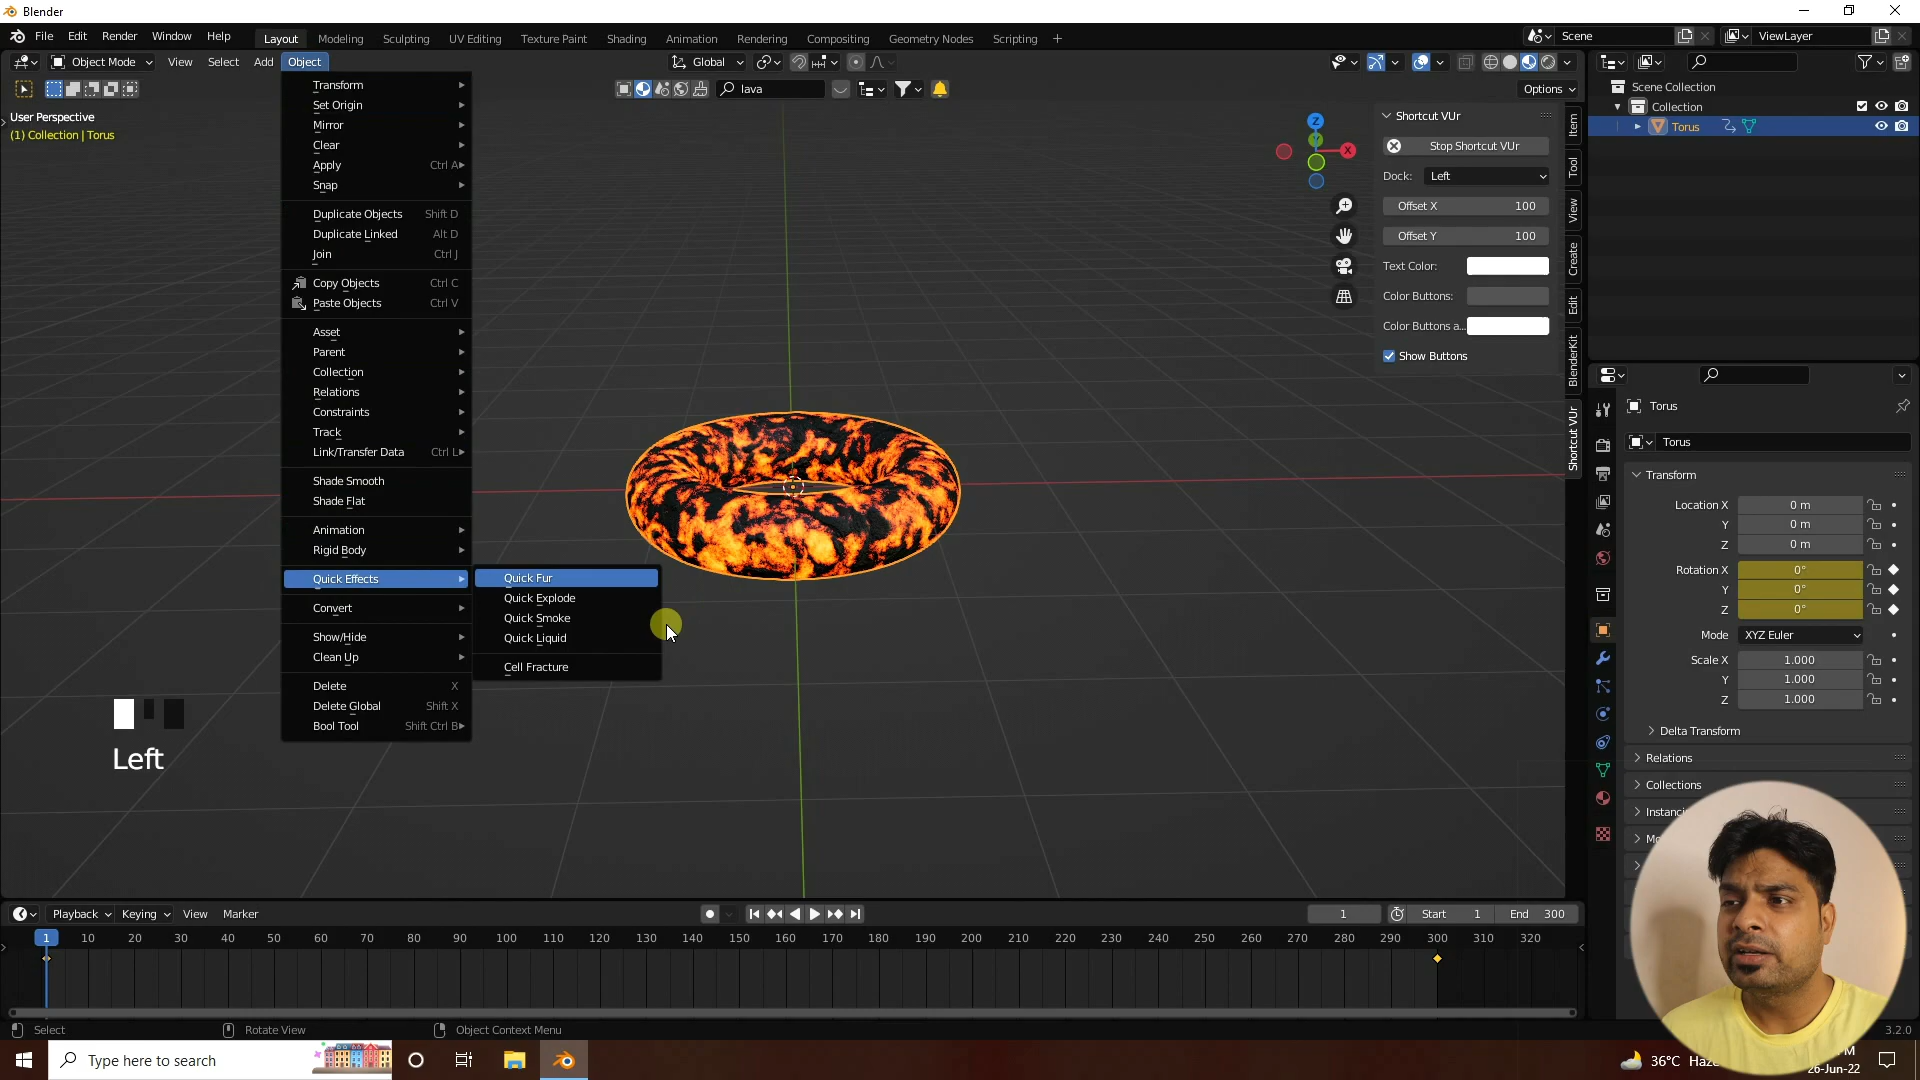 Blender
File Edit Render Window Help
Layout Modeling Sculpting UV Editing Texture Paint Shading Animation Rendering Compositing Geometry Nodes Scripting +
Scene
ViewLayer
Object Mode View Select Add Object
Global
lava
Options
User Perspective
(1) Collection | Torus
Transform
Set Origin
Mirror
Clear
Apply Ctrl A
Snap
Duplicate Objects Shift D
Duplicate Linked Alt D
Join Ctrl J
Copy Objects Ctrl C
Paste Objects Ctrl V
Asset
Parent
Collection
Relations
Constraints
Track
Link/Transfer Data Ctrl L
Shade Smooth
Shade Flat
Animation
Rigid Body
Quick Effects
Convert
Show/Hide
Clean Up
Delete X
Delete Global Shift X
Bool Tool Shift Ctrl B
Quick Fur
Quick Explode
Quick Smoke
Quick Liquid
Cell Fracture
Left
Z
Y
X
Shortcut VUr
Stop Shortcut VUr
Dock: Left
Offset X 100
Offset Y 100
Text Color:
Color Buttons:
Color Buttons a...
Show Buttons
Item
Tool
View
Create
Edit
BlenderKit
Shortcut VUr
Scene Collection
Collection
Torus
Torus
Torus
Transform
Location X 0 m
Y 0 m
Z 0 m
Rotation X 0°
Y 0°
Z 0°
Mode XYZ Euler
Scale X 1.000
Y 1.000
Z 1.000
Delta Transform
Relations
Collections
Playback Keying View Marker
1
Start 1 End 300
1 10 20 30 40 50 60 70 80 90 100 110 120 130 140 150 160 170 180 190 200 210 220 230 240 250 260 270 280 290 300 310 320
Select Rotate View Object Context Menu
3.2.0
Type here to search
36°C
26-Jun-22